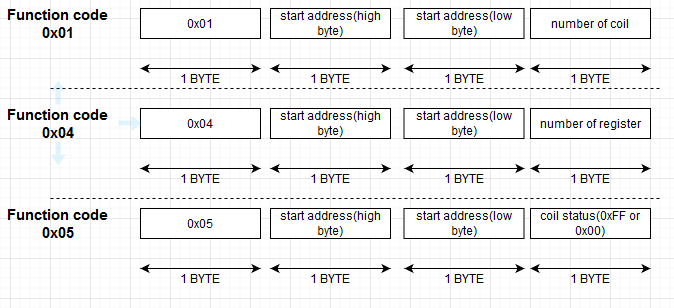 Function code
0x01
0x01
start address(high
byte)
start address(low
byte)
number of coil
1 BYTE
1 BYTE
1 BYTE
1 BYTE
Function code
0x04
0x04
start address(high
byte)
start address(low
byte)
number of register
1 BYTE
1 BYTE
1 BYTE
1 BYTE
Function code
0x05
0x05
start address(high
byte)
start address(low
byte)
coil status(0xFF or
0x00)
1 BYTE
1 BYTE
1 BYTE
1 BYTE